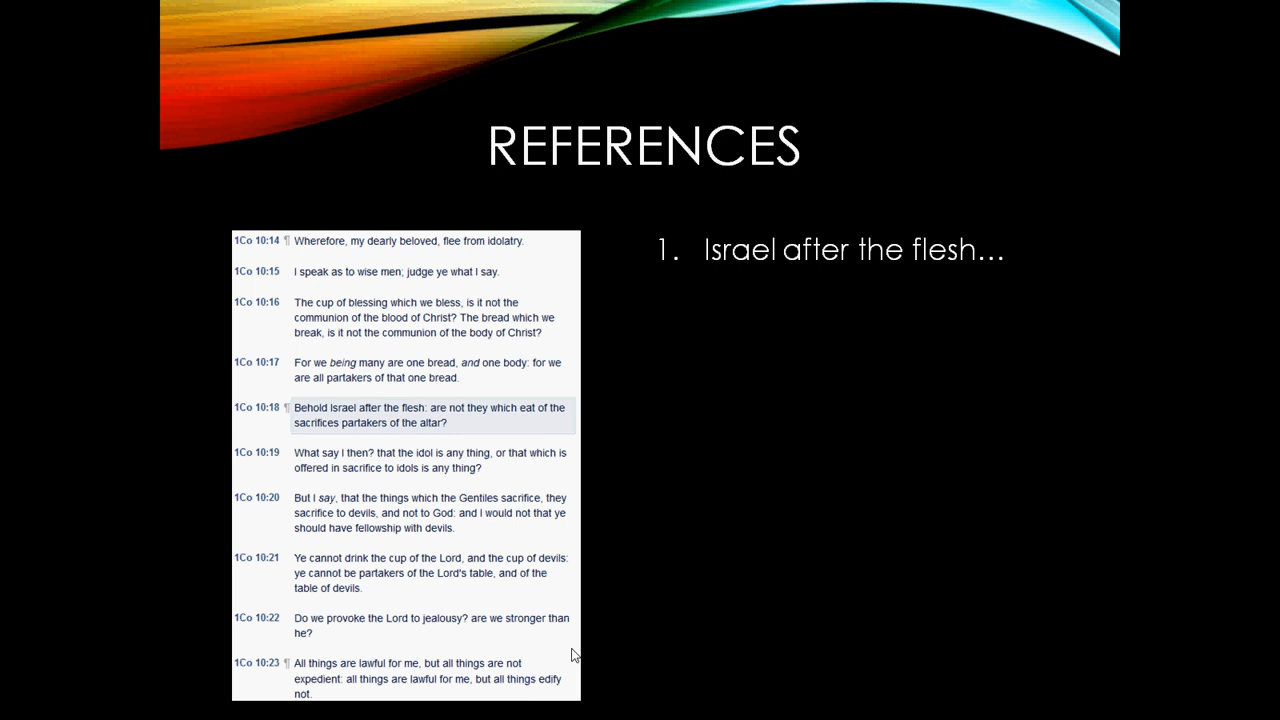 REFERENCES
1Co 10:14 ¶ Wherefore, my dearly beloved, flee from idolatry.
1Co 10:15 I speak as to wise men; judge ye what I say.
1Co 10:16 The cup of blessing which we bless, is it not the
communion of the blood of Christ? The bread which we
break, is it not the communion of the body of Christ?
1Co 10:17 For we being many are one bread, and one body: for we
are all partakers of that one bread.
1Co 10:18 ¶ Behold Israel after the flesh: are not they which eat of the
sacrifices partakers of the altar?
1Co 10:19 What say I then? that the idol is any thing, or that which is
offered in sacrifice to idols is any thing?
1Co 10:20 But I say, that the things which the Gentiles sacrifice, they
sacrifice to devils, and not to God: and I would not that ye
should have fellowship with devils.
1Co 10:21 Ye cannot drink the cup of the Lord, and the cup of devils:
ye cannot be partakers of the Lord's table, and of the
table of devils.
1Co 10:22 Do we provoke the Lord to jealousy? are we stronger than
he?
1Co 10:23 ¶ All things are lawful for me, but all things are not
expedient: all things are lawful for me, but all things edify
not.
1. Israel after the flesh...